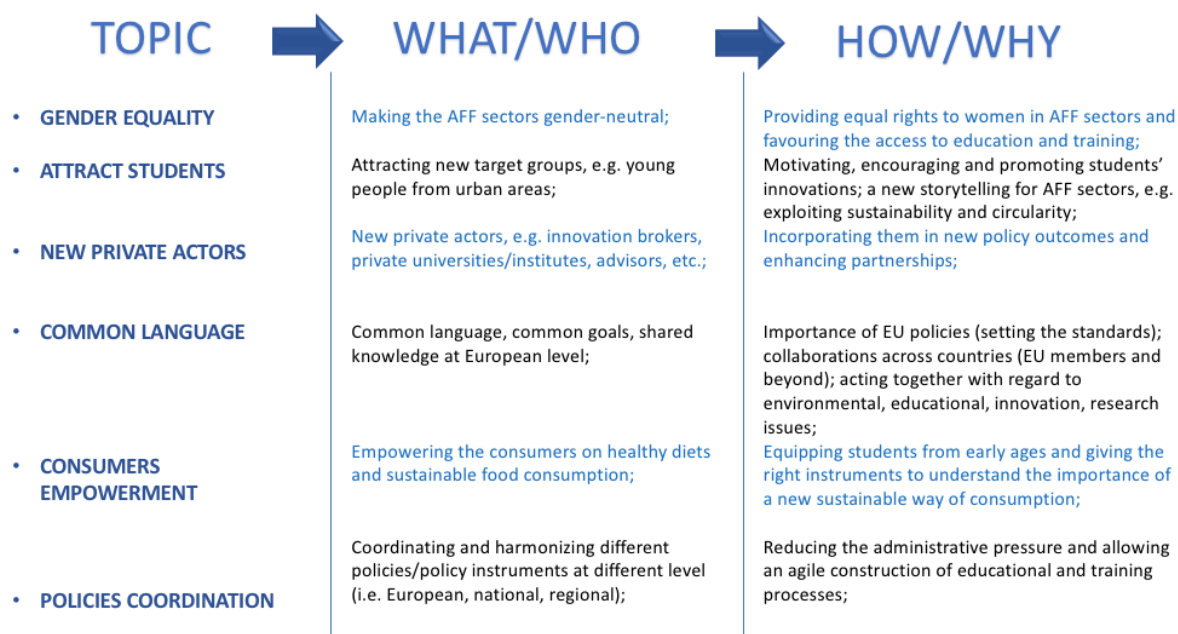 TOPIC
WHAT/WHO
HOW/WHY
• GENDER EQUALITY
Making the AFF sectors gender-neutral;
Providing equal rights to women in AFF sectors and
favouring the access to education and training;
• ATTRACT STUDENTS
Attracting new target groups, e.g. young
people from urban areas;
Motivating, encouraging and promoting students’
innovations; a new storytelling for AFF sectors, e.g.
exploiting sustainability and circularity;
• NEW PRIVATE ACTORS
New private actors, e.g. innovation brokers,
private universities/institutes, advisors, etc.;
Incorporating them in new policy outcomes and
enhancing partnerships;
• COMMON LANGUAGE
Common language, common goals, shared
knowledge at European level;
Importance of EU policies (setting the standards);
collaborations across countries (EU members and
beyond); acting together with regard to
environmental, educational, innovation, research
issues;
• CONSUMERS
EMPOWERMENT
Empowering the consumers on healthy diets
and sustainable food consumption;
Equipping students from early ages and giving the
right instruments to understand the importance of
a new sustainable way of consumption;
• POLICIES COORDINATION
Coordinating and harmonizing different
policies/policy instruments at different level
(i.e. European, national, regional);
Reducing the administrative pressure and allowing
an agile construction of educational and training
processes;